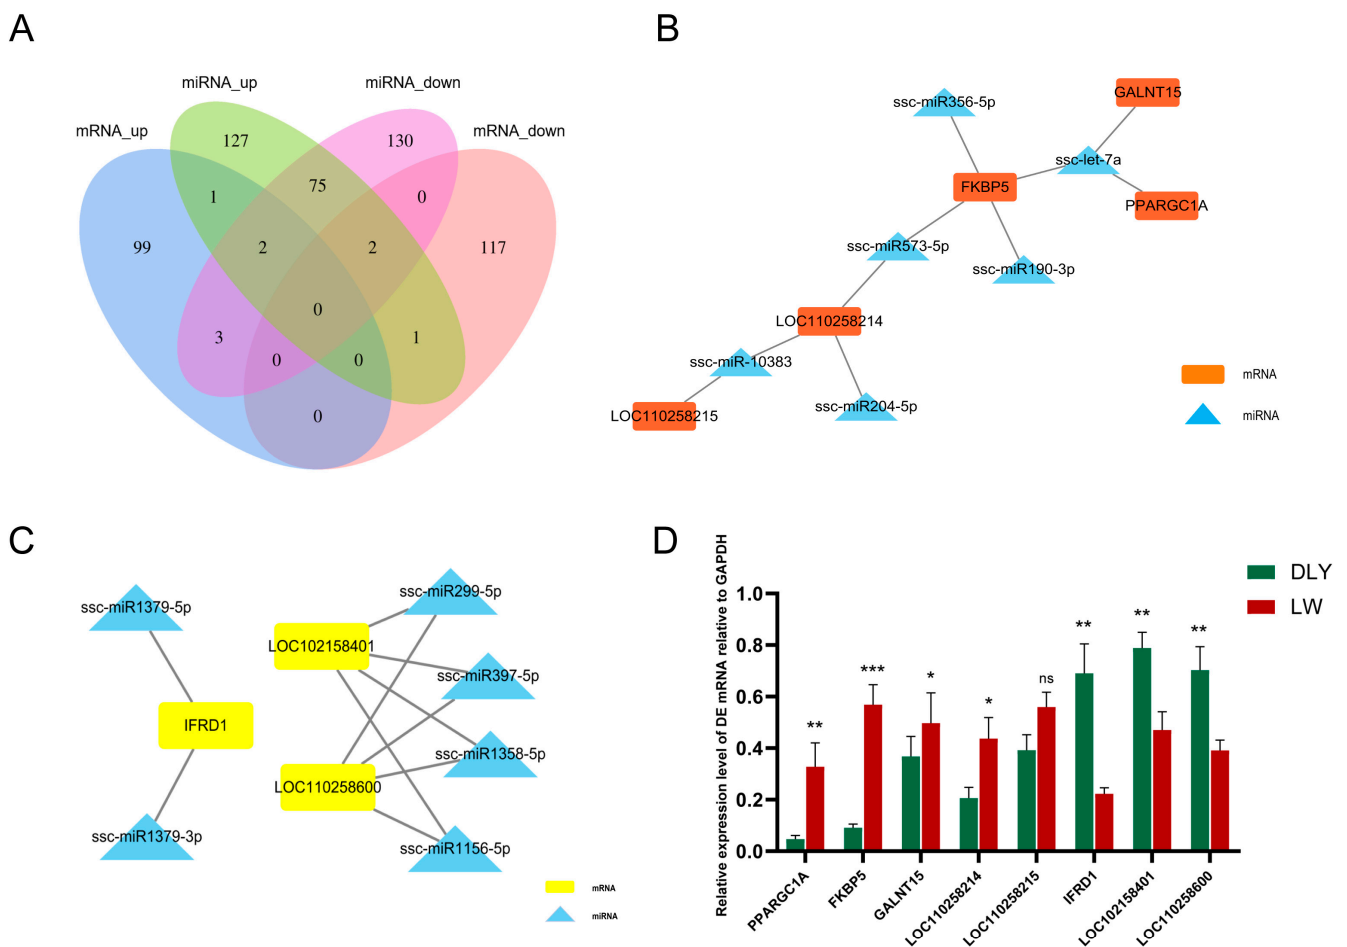 A
miRNA_up
miRNA_down
mRNA_up
mRNA_down
127
130
75
1
0
99
2
2
117
0
3
1
0
0
0
B
ssc-miR356-5p
GALNT15
ssc-let-7a
FKBP5
PPARGC1A
ssc-miR573-5p
ssc-miR190-3p
LOC110258214
ssc-miR-10383
LOC110258215
ssc-miR204-5p
mRNA
miRNA
C
ssc-miR1379-5p
ssc-miR299-5p
LOC102158401
ssc-miR397-5p
IFRD1
ssc-miR1358-5p
LOC110258600
ssc-miR1379-3p
ssc-miR1156-5p
mRNA
miRNA
D
Relative expression level of DE mRNA relative to GAPDH
1.0
0.8
0.6
0.4
0.2
0.0
**
***
*
*
ns
**
**
**
PPARGC1A
FKBP5
GALNT15
LOC110258214
LOC110258215
IFRD1
LOC102158401
LOC110258600
DLY
LW